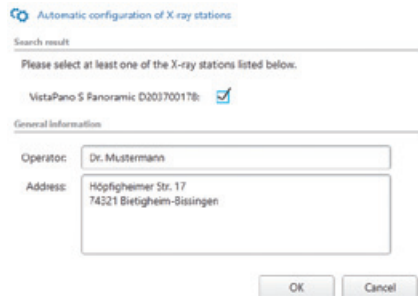 Automatic configuration of X-ray stations
Search result
Please select at least one of the X-ray stations listed below.
VistaPano S Panoramic D203700178:
General information
Operator: Dr. Mustermann
Address: Höpfigheimer Str. 17
74321 Bietigheim-Bissingen
OK Cancel